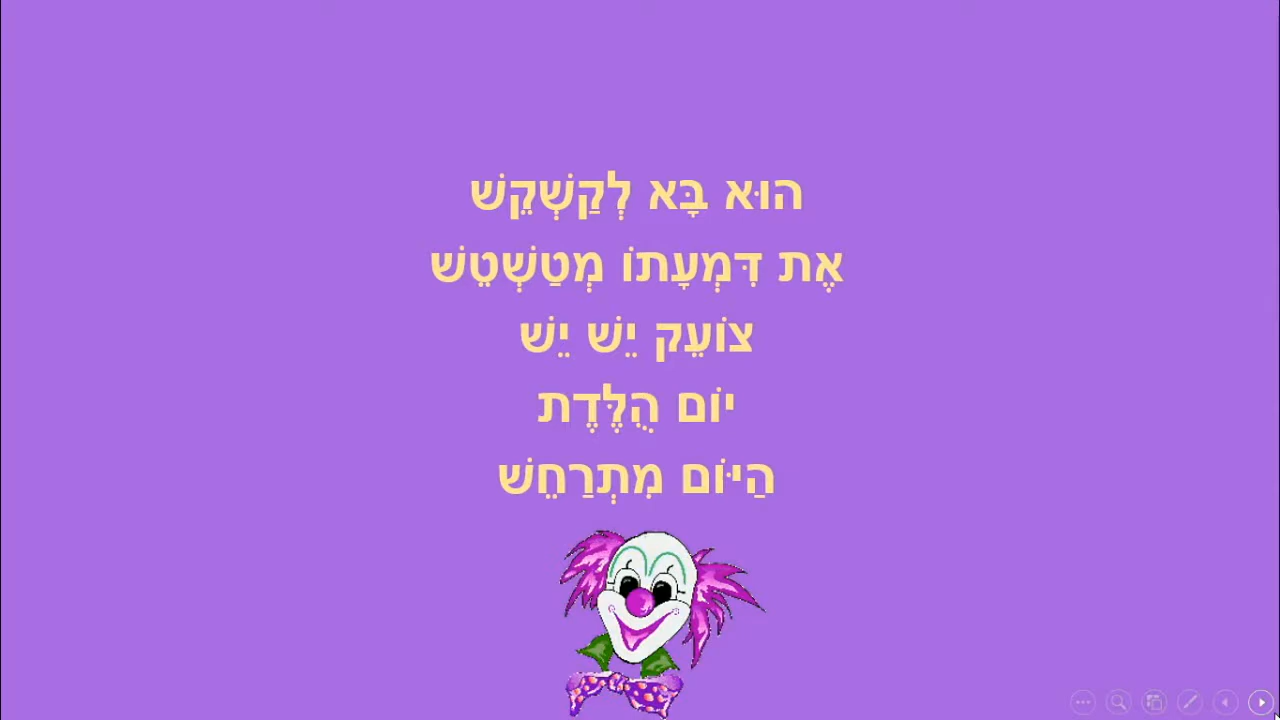 הוּא בָּא לְקַשְׁקֵשׁ
אֶת דִּמְעָתוֹ מְטַשְׁטֵשׁ
צוֹעֵק יֵשׁ יֵשׁ
יוֹם הֻלֶּדֶת
הַיּוֹם מִתְרַחֵשׁ